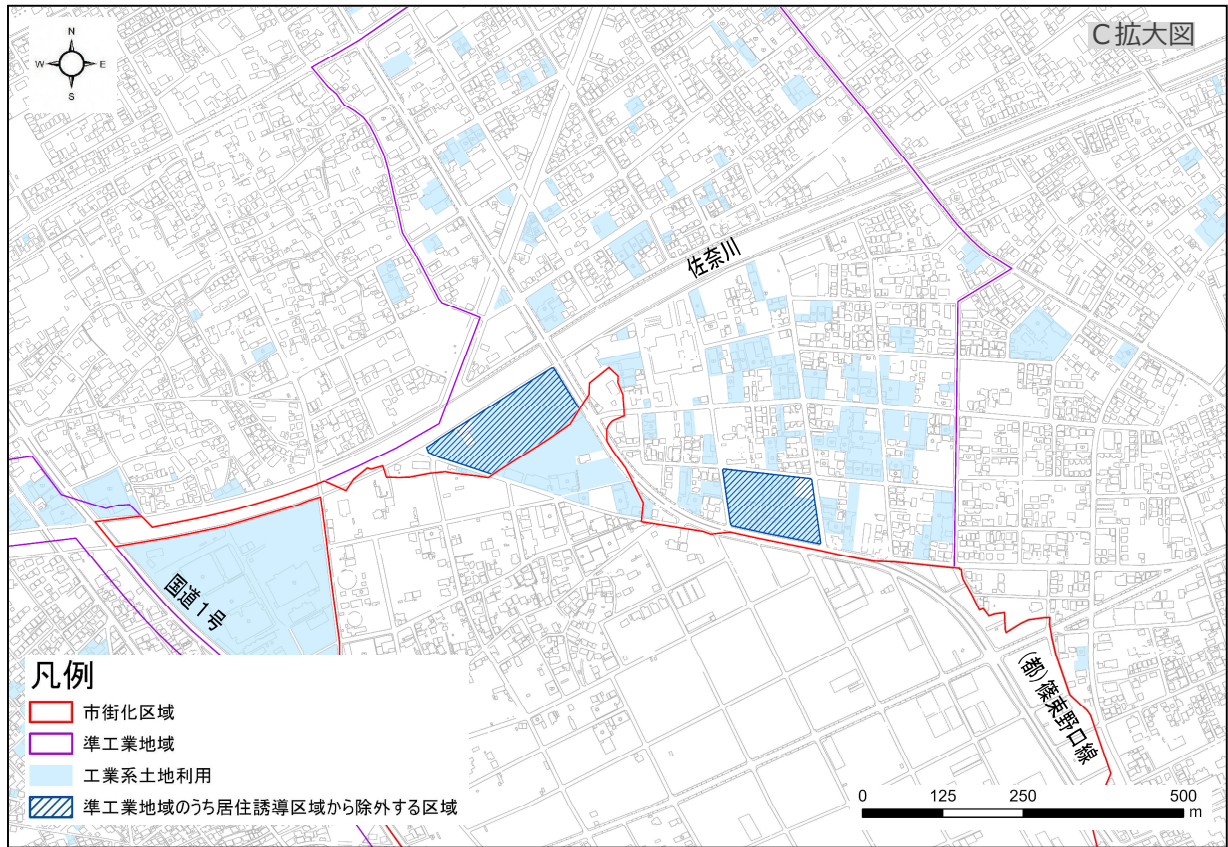 C拡大図
N
W
E
S
佐奈川
国道1号
(都)篠束野口線
凡例
市街化区域
準工業地域
工業系土地利用
準工業地域のうち居住誘導区域から除外する区域
0 125 250 500
m